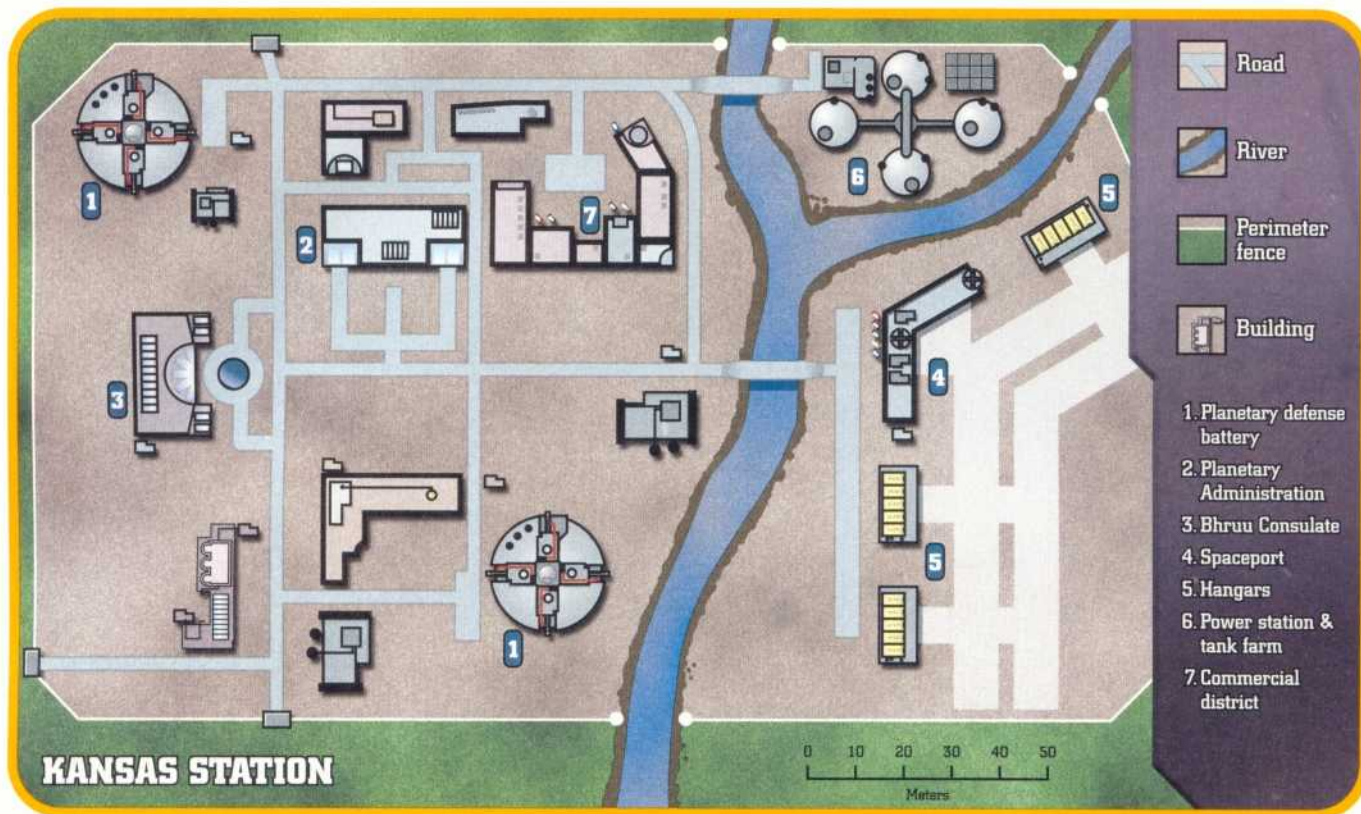 1
2
3
7
6
5
4
5
1
KANSAS STATION
0 10 20 30 40 50
Meters
Road
River
Perimeter
fence
Building
1. Planetary defense
battery
2. Planetary
Administration
3. Bhruu Consulate
4. Spaceport
5. Hangars
6. Power station &
tank farm
7. Commercial
district